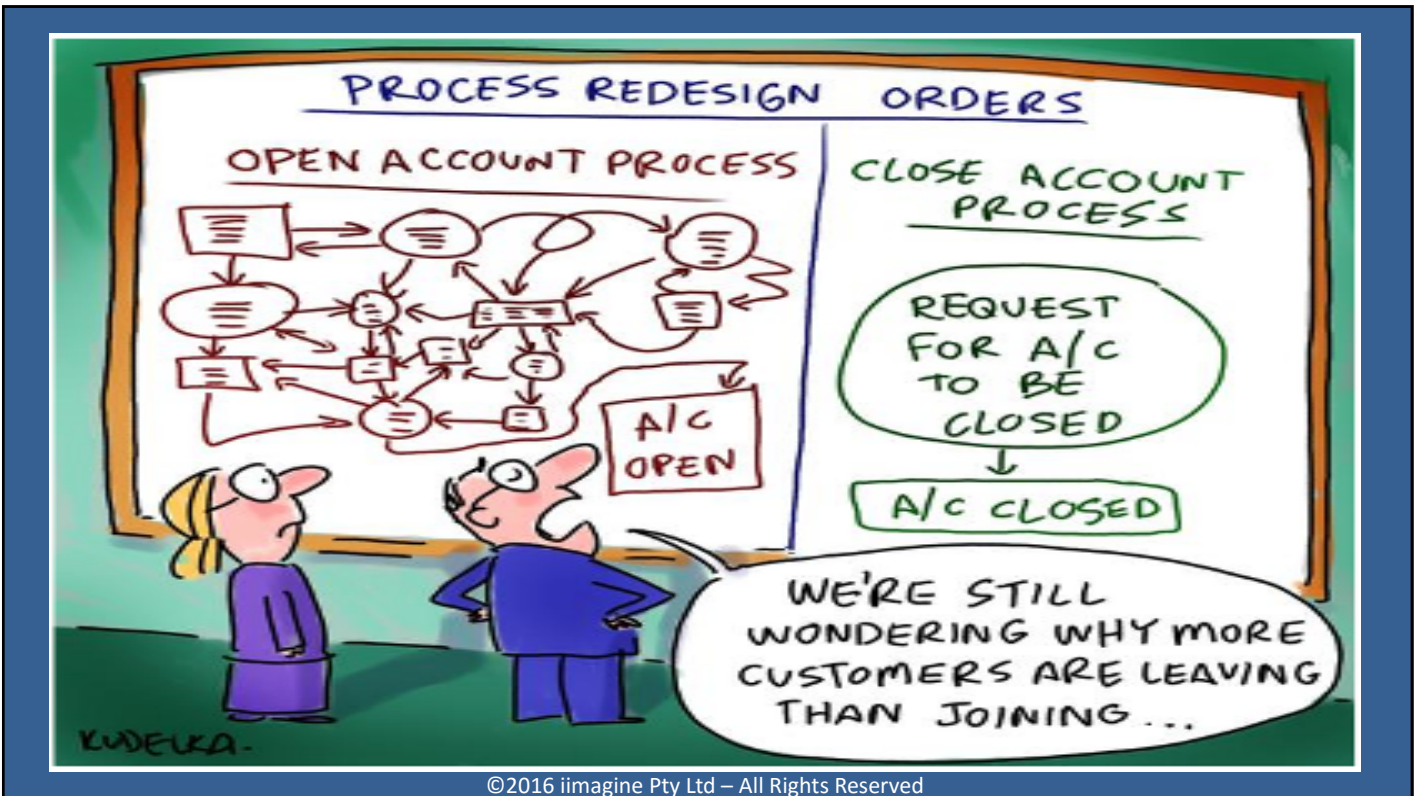 PROCESS REDESIGN ORDERS
OPEN ACCOUNT PROCESS
A/C
OPEN
CLOSE ACCOUNT
PROCESS
REQUEST
FOR A/C
TO BE
CLOSED
A/C CLOSED
WE'RE STILL
WONDERING WHY MORE
CUSTOMERS ARE LEAVING
THAN JOINING...
KUDELKA.
©2016 iimagine Pty Ltd – All Rights Reserved